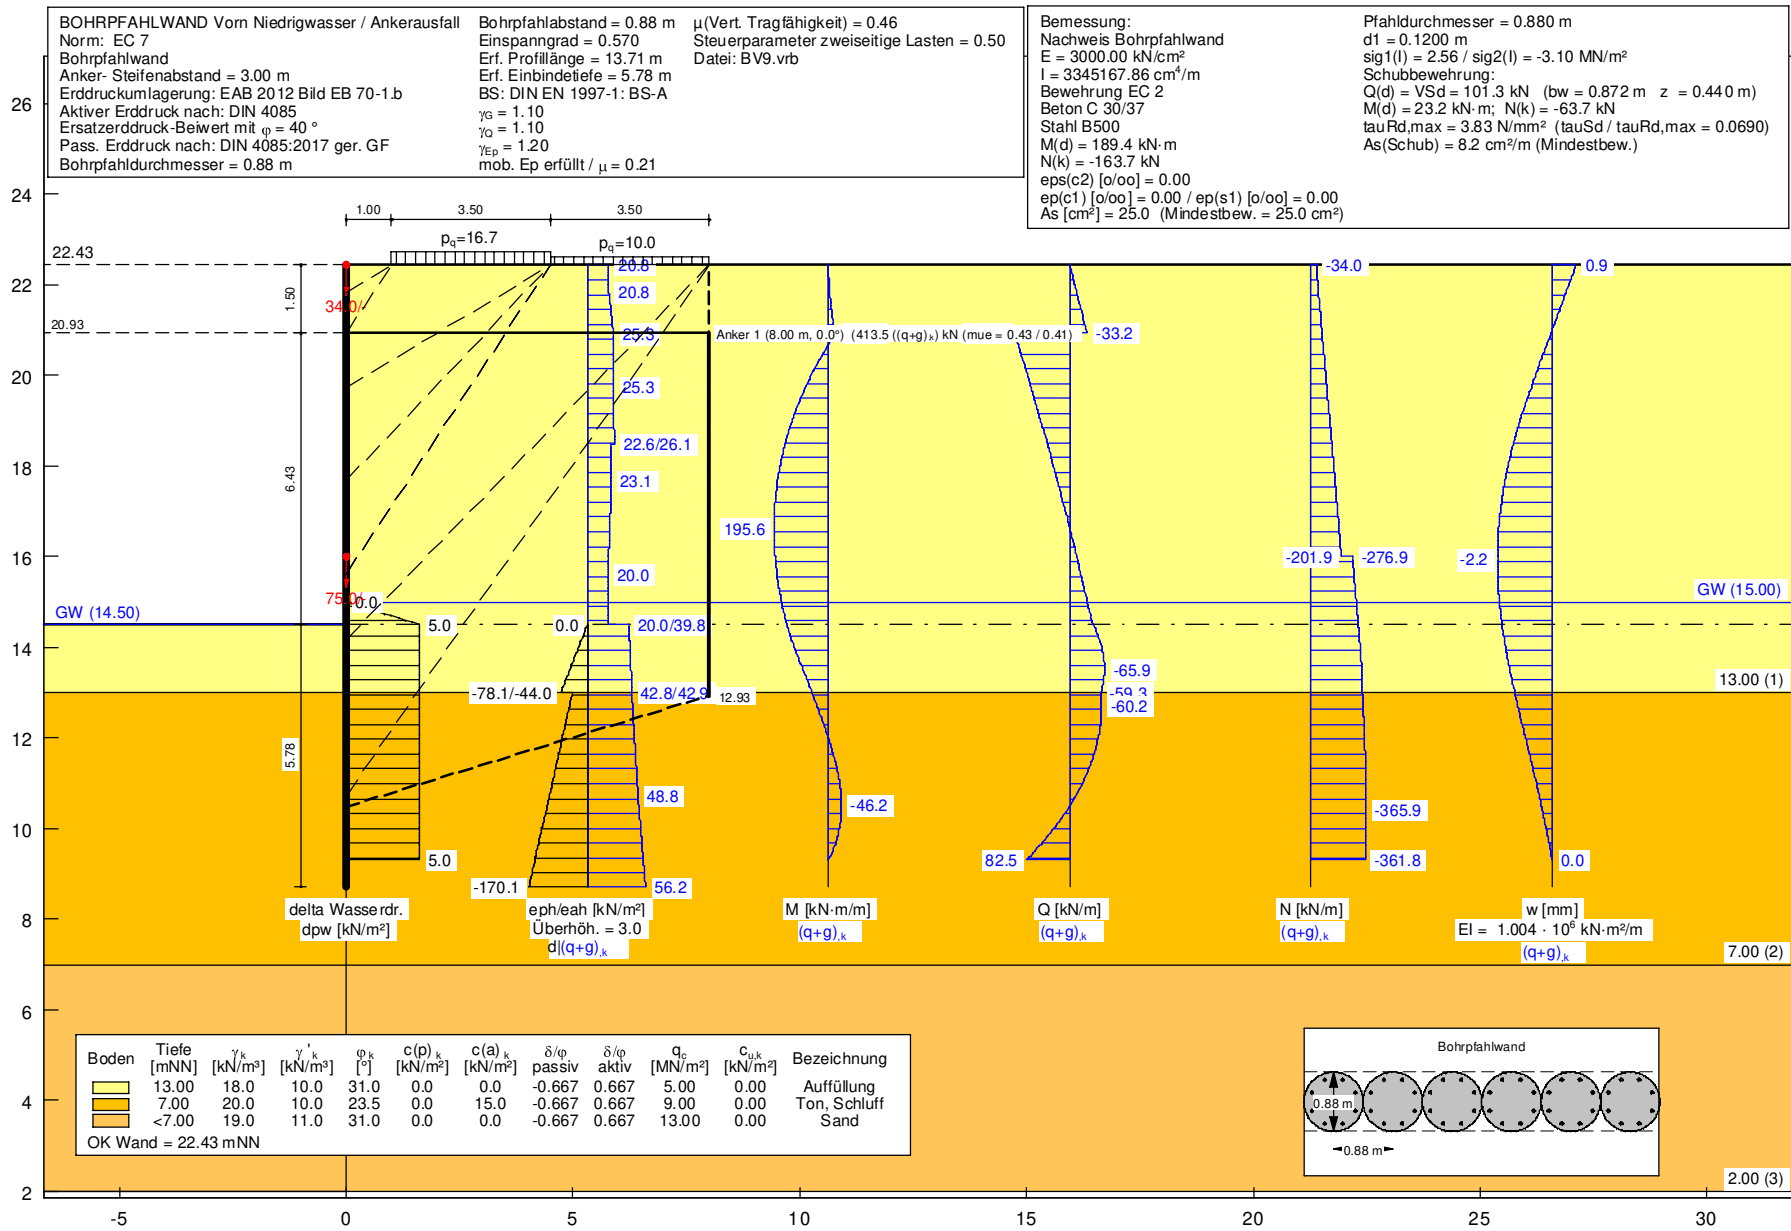 BOHRPFAHLWAND Vorn Niedrigwasser / Ankerausfall
Norm: EC 7
Bohrpfahlwand
Anker- Steifenabstand = 3.00 m
Erddruckumlagerung: EAB 2012 Bild EB 70-1.b
Aktiver Erddruck nach: DIN 4085
Ersatzerddruck-Beiwert mit φ = 40 °
Pass. Erddruck nach: DIN 4085:2017 ger. GF
Bohrpfahldurchmesser = 0.88 m
Bohrpfahlabstand = 0.88 m
Einspanngrad = 0.570
Erf. Profillänge = 13.71 m
Erf. Einbindetiefe = 5.78 m
BS: DIN EN 1997-1: BS-A
γG = 1.10
γQ = 1.10
γEp = 1.20
mob. Ep erfüllt / μ = 0.21
μ(Vert. Tragfähigkeit) = 0.46
Steuerparameter zweiseitige Lasten = 0.50
Datei: BV9.vrb
Bemessung:
Nachweis Bohrpfahlwand
E = 3000.00 kN/cm²
I = 3345167.86 cm⁴/m
Bewehrung EC 2
Beton C 30/37
Stahl B500
M(d) = 189.4 kN·m
N(k) = -163.7 kN
eps(c2) [o/oo] = 0.00
ep(c1) [o/oo] = 0.00 / ep(s1) [o/oo] = 0.00
As [cm²] = 25.0 (Mindestbew. = 25.0 cm²)
Pfahldurchmesser = 0.880 m
d1 = 0.1200 m
sig1(I) = 2.56 / sig2(I) = -3.10 MN/m²
Schubbewehrung:
Q(d) = VSd = 101.3 kN (bw = 0.872 m z = 0.440 m)
M(d) = 23.2 kN·m; N(k) = -63.7 kN
tauRd,max = 3.83 N/mm² (tauSd / tauRd,max = 0.0690)
As(Schub) = 8.2 cm²/m (Mindestbew.)
26
24
22
20
18
16
14
12
10
8
6
4
2
1.00
3.50
3.50
pq=16.7
pq=10.0
22.43
20.93
1.50
6.43
5.78
34.0/-
75.0/-
20.8
20.8
25.3
25.3
22.6/26.1
23.1
20.0
20.0/39.8
42.8/42.9
48.8
56.2
Anker 1 (8.00 m, 0.0°) (413.5 ((q+g),k) kN (mue = 0.43 / 0.41)
12.93
0.0
5.0
5.0
0.0
-78.1/-44.0
-170.1
195.6
-46.2
-33.2
-65.9
-59.3
-60.2
82.5
-34.0
-201.9
-276.9
-365.9
-361.8
0.9
-2.2
0.0
GW (14.50)
GW (15.00)
13.00 (1)
7.00 (2)
2.00 (3)
delta Wasserdr.
dpw [kN/m²]
eph/eah [kN/m²]
Überhöh. = 3.0
d|(q+g),k
M [kN·m/m]
(q+g),k
Q [kN/m]
(q+g),k
N [kN/m]
(q+g),k
w [mm]
EI = 1.004 · 10⁶ kN·m²/m
(q+g),k
Boden Tiefe [mNN] γk [kN/m³] γ'k [kN/m³] φk [°] c(p)k [kN/m²] c(a)k [kN/m²] δ/φ passiv δ/φ aktiv qc [MN/m²] cu,k [kN/m²] Bezeichnung
13.00 18.0 10.0 31.0 0.0 0.0 -0.667 0.667 5.00 0.00 Auffüllung
7.00 20.0 10.0 23.5 0.0 15.0 -0.667 0.667 9.00 0.00 Ton, Schluff
<7.00 19.0 11.0 31.0 0.0 0.0 -0.667 0.667 13.00 0.00 Sand
OK Wand = 22.43 mNN
Bohrpfahlwand
0.88 m
0.88 m
-5
0
5
10
15
20
25
30